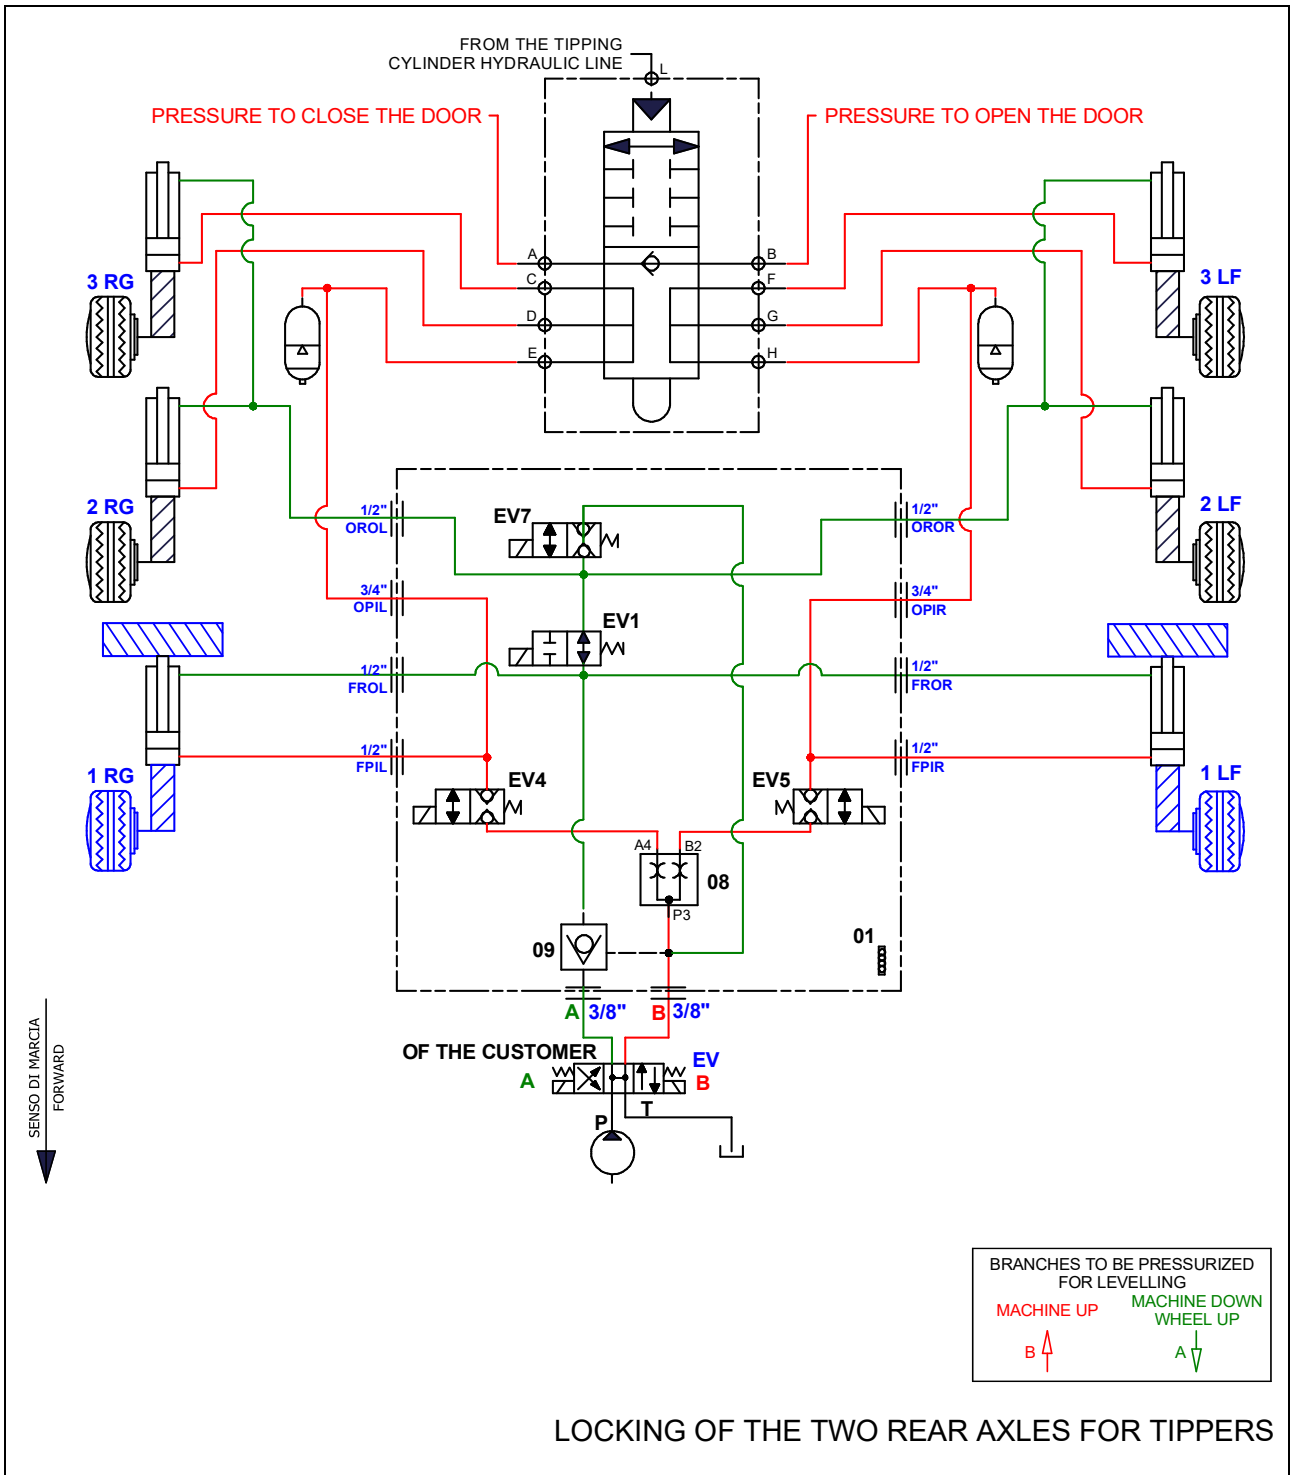 FROM THE TIPPING
CYLINDER HYDRAULIC LINE
L
PRESSURE TO CLOSE THE DOOR
PRESSURE TO OPEN THE DOOR
A
B
C
F
3 RG
3 LF
D
G
E
H
2 RG
2 LF
1/2"
OROL
EV7
1/2"
OROR
3/4"
OPIL
3/4"
OPIR
EV1
1/2"
FROL
1/2"
FROR
1/2"
FPIL
1/2"
FPIR
1 RG
1 LF
EV4
EV5
A4
B2
08
P3
09
01
A 3/8"
B 3/8"
OF THE CUSTOMER
EV
A
B
T
P
SENSO DI MARCIA
FORWARD
BRANCHES TO BE PRESSURIZED
FOR LEVELLING
MACHINE UP
MACHINE DOWN
WHEEL UP
B
A
LOCKING OF THE TWO REAR AXLES FOR TIPPERS